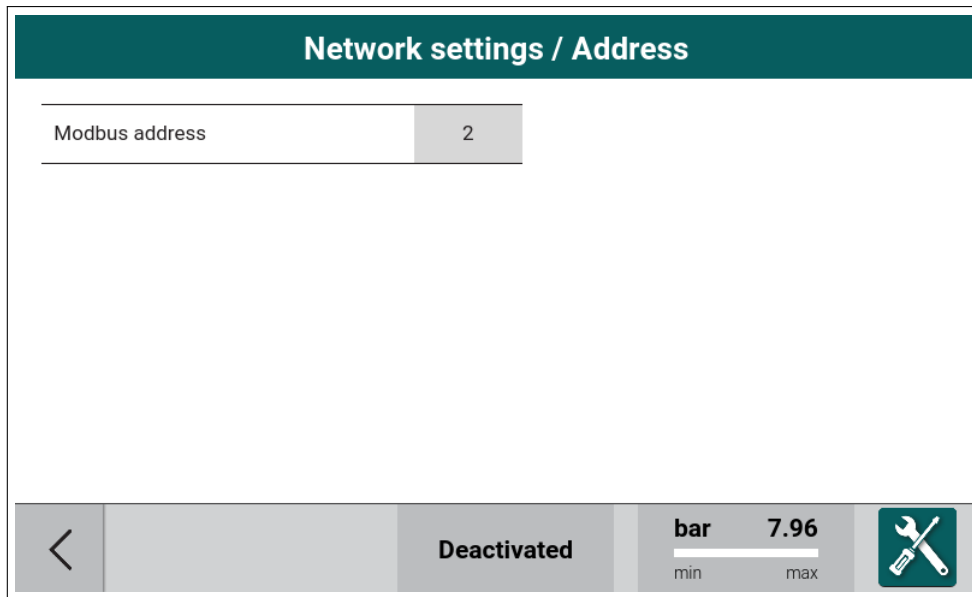 Network settings / Address
Modbus address 2
Deactivated
bar 7.96
min max